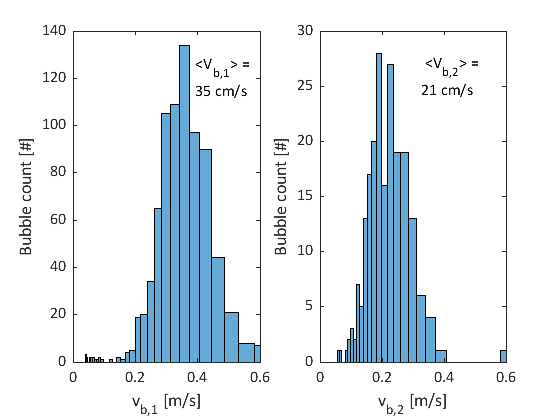 140
120
100
80
60
40
20
0
0
0.2
0.4
0.6
Bubble count [#]
v_b,1 [m/s]
<V_b,1> =
35 cm/s
30
25
20
15
10
5
0
0
0.2
0.4
0.6
Bubble count [#]
v_b,2 [m/s]
<V_b,2> =
21 cm/s